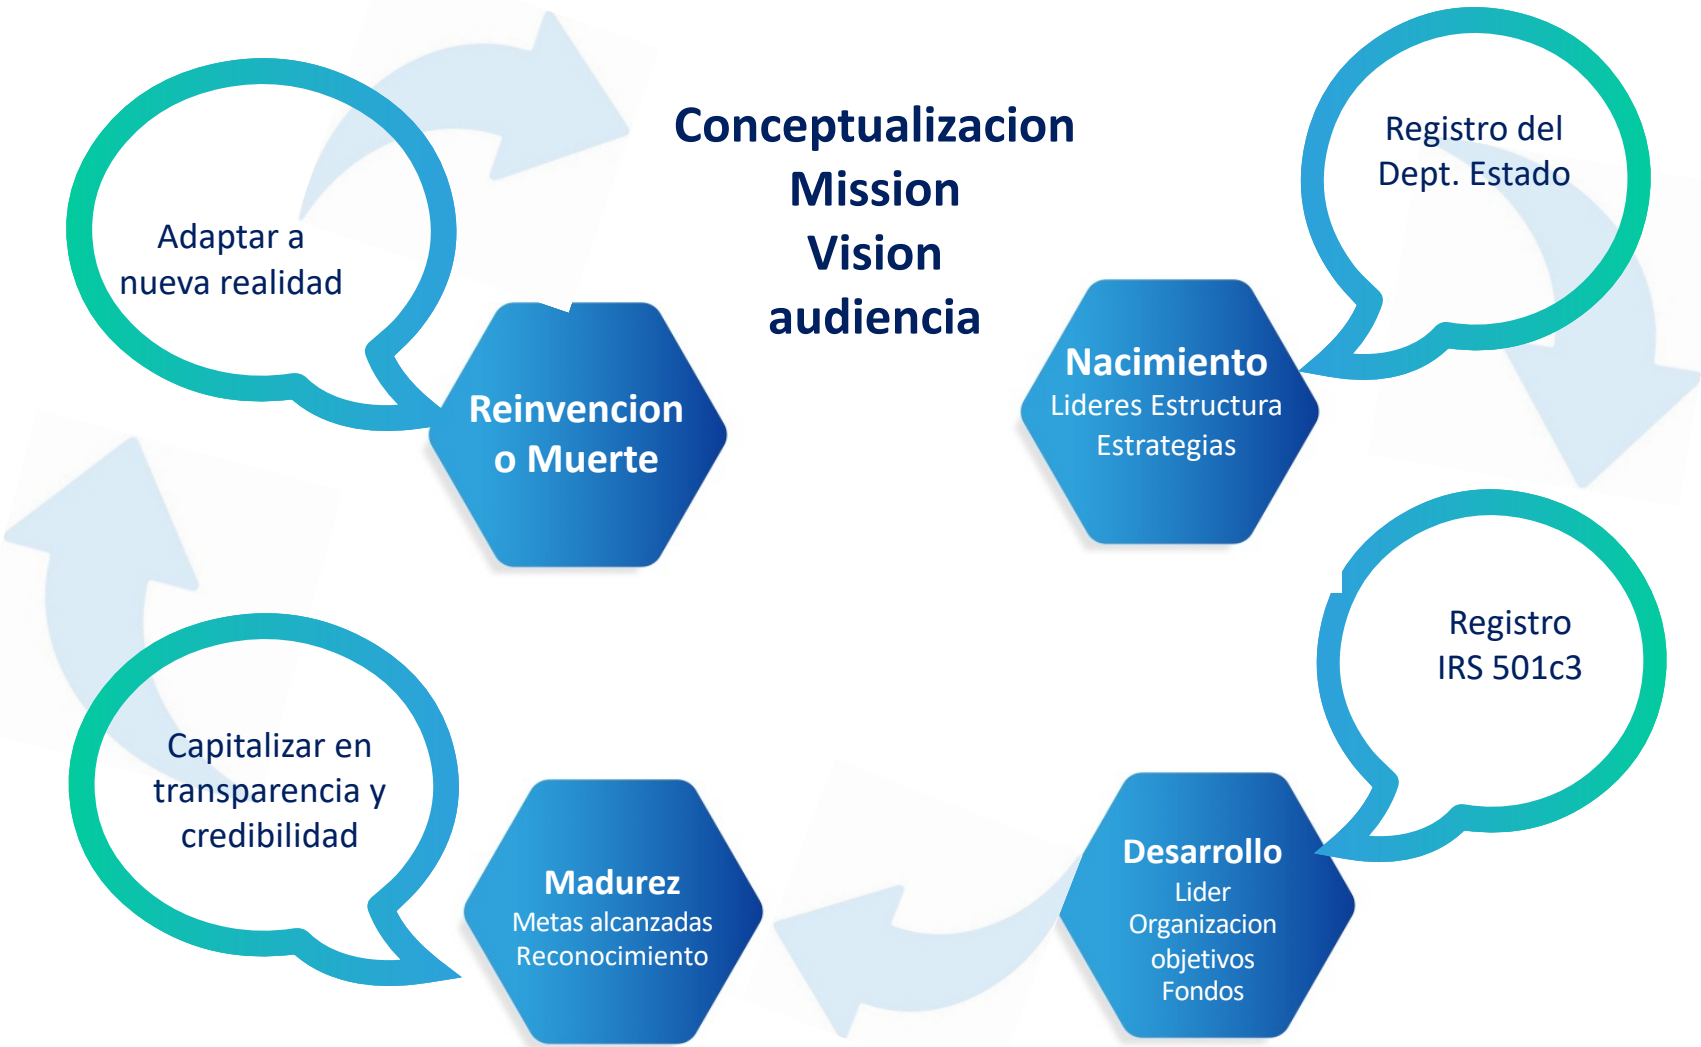 Conceptualizacion
Mission
Vision
audiencia
Registro del
Dept. Estado
Nacimiento
Lideres Estructura
Estrategias
Registro
IRS 501c3
Desarrollo
Lider
Organizacion
objetivos
Fondos
Madurez
Metas alcanzadas
Reconocimiento
Capitalizar en
transparencia y
credibilidad
Reinvencion
o Muerte
Adaptar a
nueva realidad